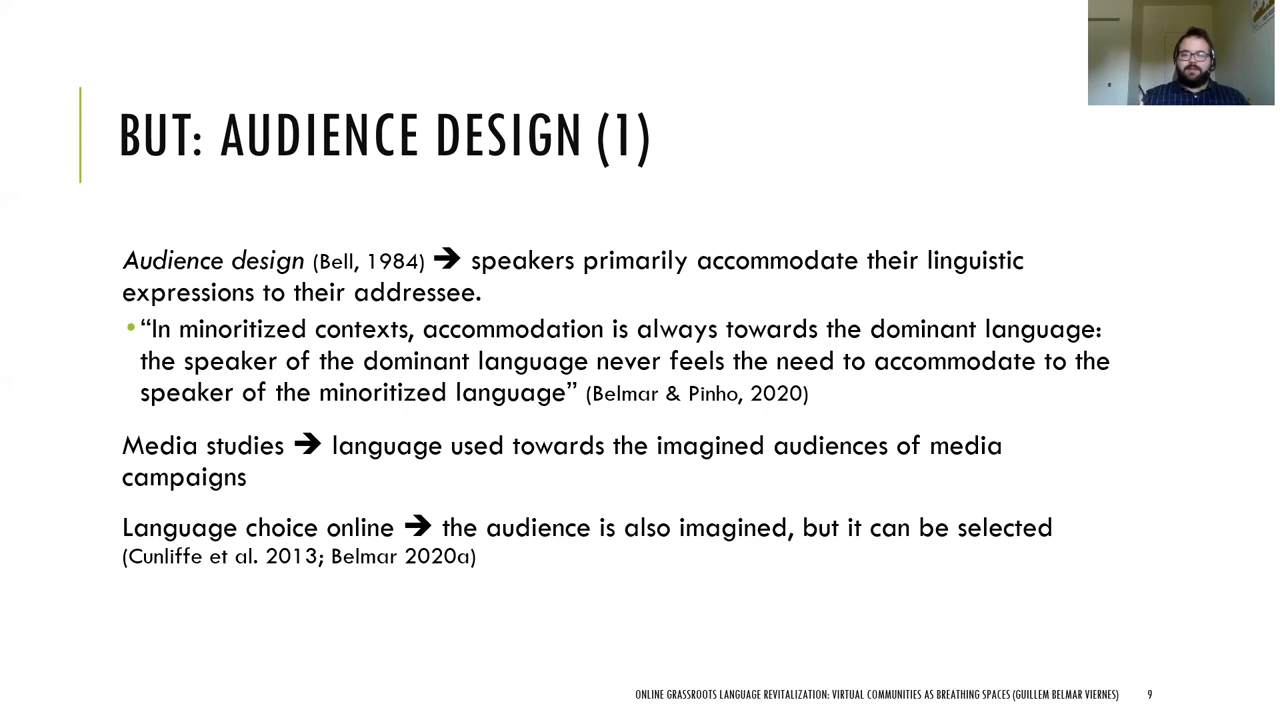 BUT: AUDIENCE DESIGN (1)
Audience design (Bell, 1984) ➔ speakers primarily accommodate their linguistic
expressions to their addressee.
• “In minoritized contexts, accommodation is always towards the dominant language:
the speaker of the dominant language never feels the need to accommodate to the
speaker of the minoritized language” (Belmar & Pinho, 2020)
Media studies ➔ language used towards the imagined audiences of media
campaigns
Language choice online ➔ the audience is also imagined, but it can be selected
(Cunliffe et al. 2013; Belmar 2020a)
ONLINE GRASSROOTS LANGUAGE REVITALIZATION: VIRTUAL COMMUNITIES AS BREATHING SPACES (GUILLEM BELMAR VIERNES) 9